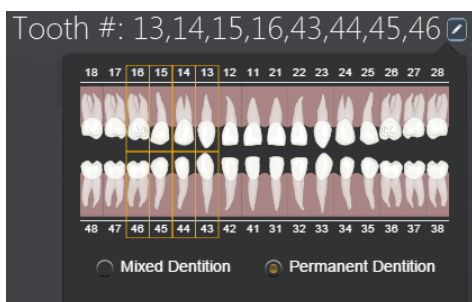 Tooth #: 13,14,15,16,43,44,45,46
18 17 16 15 14 13 12 11 21 22 23 24 25 26 27 28
48 47 46 45 44 43 42 41 31 32 33 34 35 36 37 38
Mixed Dentition Permanent Dentition